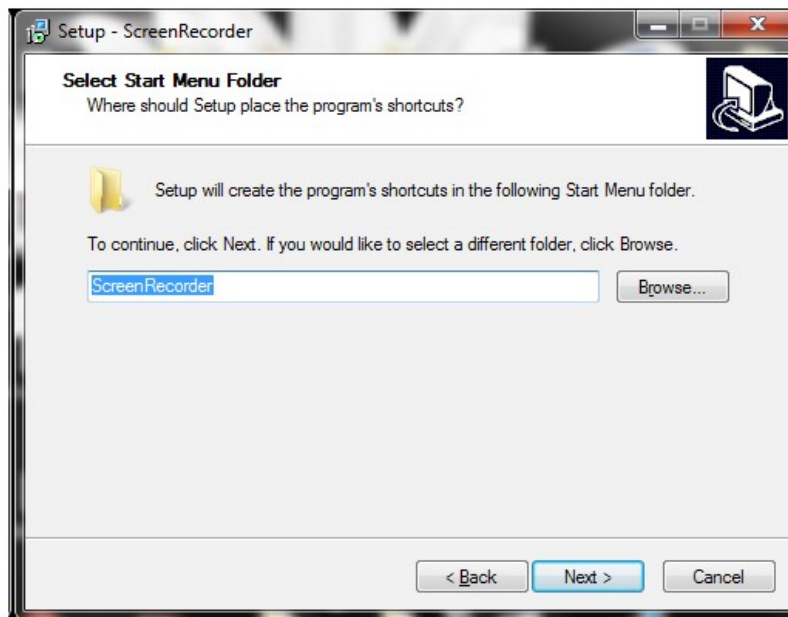 Setup - ScreenRecorder
Select Start Menu Folder
Where should Setup place the program's shortcuts?
Setup will create the program's shortcuts in the following Start Menu folder.
To continue, click Next. If you would like to select a different folder, click Browse.
ScreenRecorder
Browse...
< Back
Next >
Cancel